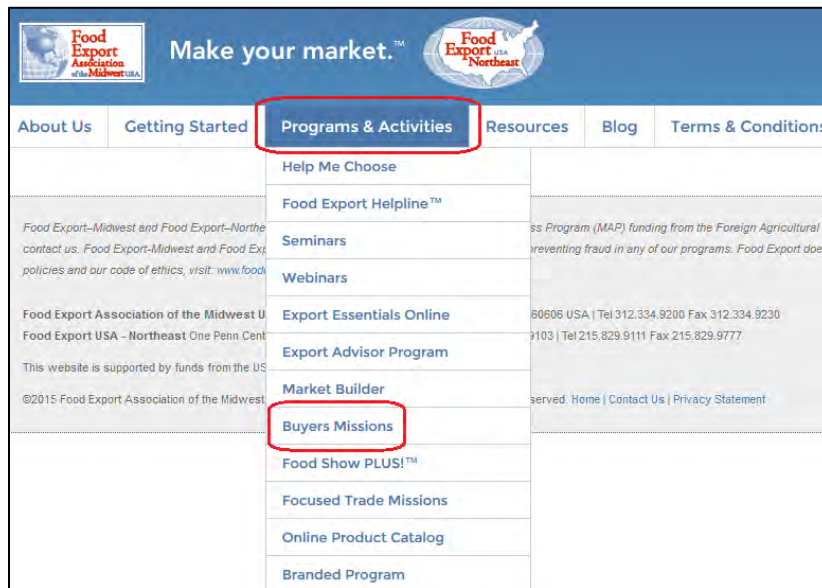 Food
Export
Association
of the Midwest USA
Make your market.™
Food
Export USA
Northeast
About Us
Getting Started
Programs & Activities
Resources
Blog
Terms & Conditions
Help Me Choose
Food Export Helpline™
Seminars
Webinars
Export Essentials Online
Export Advisor Program
Market Builder
Buyers Missions
Food Show PLUS!™
Focused Trade Missions
Online Product Catalog
Branded Program
Food Export–Midwest and Food Export–Northe ss Program (MAP) funding from the Foreign Agricultural
contact us. Food Export-Midwest and Food Exp preventing fraud in any of our programs. Food Export doe
policies and our code of ethics, visit: www.food
Food Export Association of the Midwest U 60606 USA | Tel 312.334.9200 Fax 312.334.9230
Food Export USA - Northeast One Penn Cent 9103 | Tel 215.829.9111 Fax 215.829.9777
This website is supported by funds from the US
©2015 Food Export Association of the Midwest served. Home | Contact Us | Privacy Statement